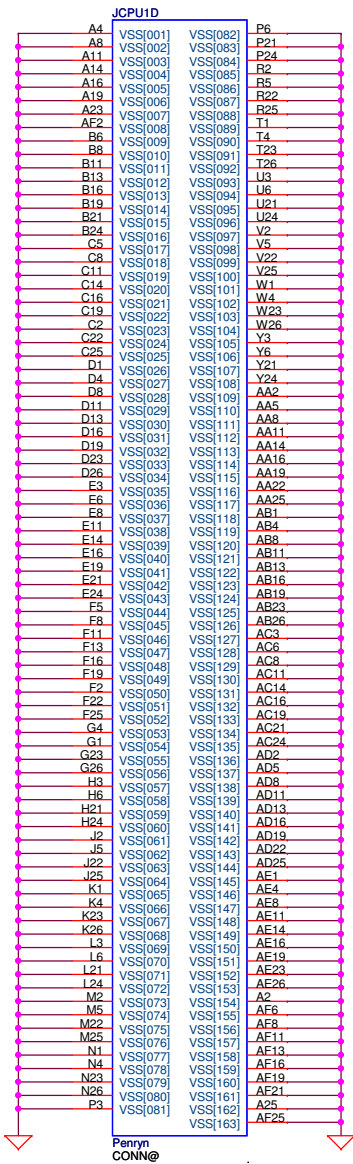 JCPU1D
A4 VSS[001] VSS[082] P6
A8 VSS[002] VSS[083] P21
A11 VSS[003] VSS[084] P24
A14 VSS[004] VSS[085] R2
A16 VSS[005] VSS[086] R5
A19 VSS[006] VSS[087] R22
A23 VSS[007] VSS[088] R25
AF2 VSS[008] VSS[089] T1
B6 VSS[009] VSS[090] T4
B8 VSS[010] VSS[091] T23
B11 VSS[011] VSS[092] T26
B13 VSS[012] VSS[093] U3
B16 VSS[013] VSS[094] U6
B19 VSS[014] VSS[095] U21
B21 VSS[015] VSS[096] U24
B24 VSS[016] VSS[097] V2
C5 VSS[017] VSS[098] V5
C8 VSS[018] VSS[099] V22
C11 VSS[019] VSS[100] V25
C14 VSS[020] VSS[101] W1
C16 VSS[021] VSS[102] W4
C19 VSS[022] VSS[103] W23
C2 VSS[023] VSS[104] W26
C22 VSS[024] VSS[105] Y3
C25 VSS[025] VSS[106] Y6
D1 VSS[026] VSS[107] Y21
D4 VSS[027] VSS[108] Y24
D8 VSS[028] VSS[109] AA2
D11 VSS[029] VSS[110] AA5
D13 VSS[030] VSS[111] AA8
D16 VSS[031] VSS[112] AA11
D19 VSS[032] VSS[113] AA14
D23 VSS[033] VSS[114] AA16
D26 VSS[034] VSS[115] AA19
E3 VSS[035] VSS[116] AA22
E6 VSS[036] VSS[117] AA25
E8 VSS[037] VSS[118] AB1
E11 VSS[038] VSS[119] AB4
E14 VSS[039] VSS[120] AB8
E16 VSS[040] VSS[121] AB11
E19 VSS[041] VSS[122] AB13
E21 VSS[042] VSS[123] AB16
E24 VSS[043] VSS[124] AB19
F5 VSS[044] VSS[125] AB23
F8 VSS[045] VSS[126] AB26
F11 VSS[046] VSS[127] AC3
F13 VSS[047] VSS[128] AC6
F16 VSS[048] VSS[129] AC8
F19 VSS[049] VSS[130] AC11
F2 VSS[050] VSS[131] AC14
F22 VSS[051] VSS[132] AC16
F25 VSS[052] VSS[133] AC19
G4 VSS[053] VSS[134] AC21
G1 VSS[054] VSS[135] AC24
G23 VSS[055] VSS[136] AD2
G26 VSS[056] VSS[137] AD5
H3 VSS[057] VSS[138] AD8
H6 VSS[058] VSS[139] AD11
H21 VSS[059] VSS[140] AD13
H24 VSS[060] VSS[141] AD16
J2 VSS[061] VSS[142] AD19
J5 VSS[062] VSS[143] AD22
J22 VSS[063] VSS[144] AD25
J25 VSS[064] VSS[145] AE1
K1 VSS[065] VSS[146] AE4
K4 VSS[066] VSS[147] AE8
K23 VSS[067] VSS[148] AE11
K26 VSS[068] VSS[149] AE14
L3 VSS[069] VSS[150] AE16
L6 VSS[070] VSS[151] AE19
L21 VSS[071] VSS[152] AE23
L24 VSS[072] VSS[153] AE26
M2 VSS[073] VSS[154] A2
M5 VSS[074] VSS[155] AF6
M22 VSS[075] VSS[156] AF8
M25 VSS[076] VSS[157] AF11
N1 VSS[077] VSS[158] AF13
N4 VSS[078] VSS[159] AF16
N23 VSS[079] VSS[160] AF19
N26 VSS[080] VSS[161] AF21
P3 VSS[081] VSS[162] A25
VSS[163] AF25
Penryn
CONN@